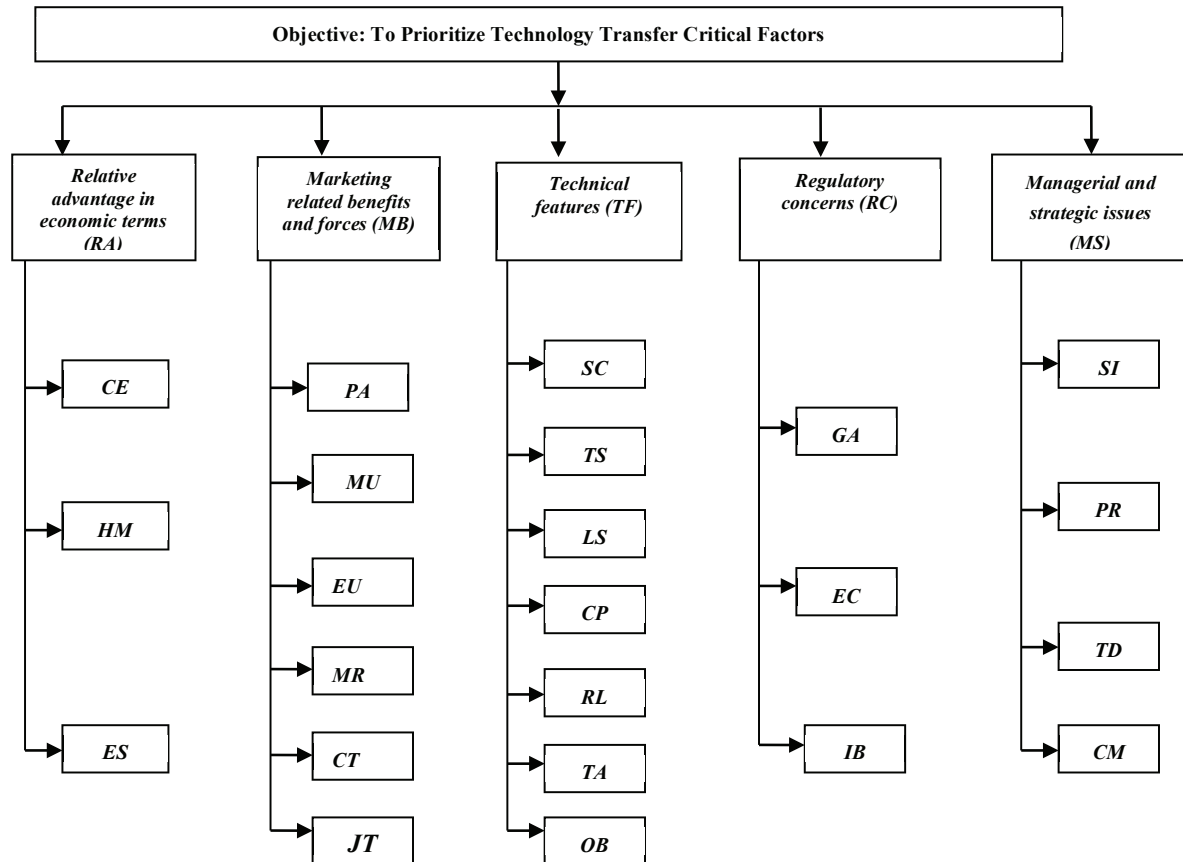 Objective: To Prioritize Technology Transfer Critical Factors
Relative
advantage in
economic terms
(RA)
Marketing
related benefits
and forces (MB)
Technical
features (TF)
Regulatory
concerns (RC)
Managerial and
strategic issues
(MS)
CE
HM
ES
PA
MU
EU
MR
CT
JT
SC
TS
LS
CP
RL
TA
OB
GA
EC
IB
SI
PR
TD
CM